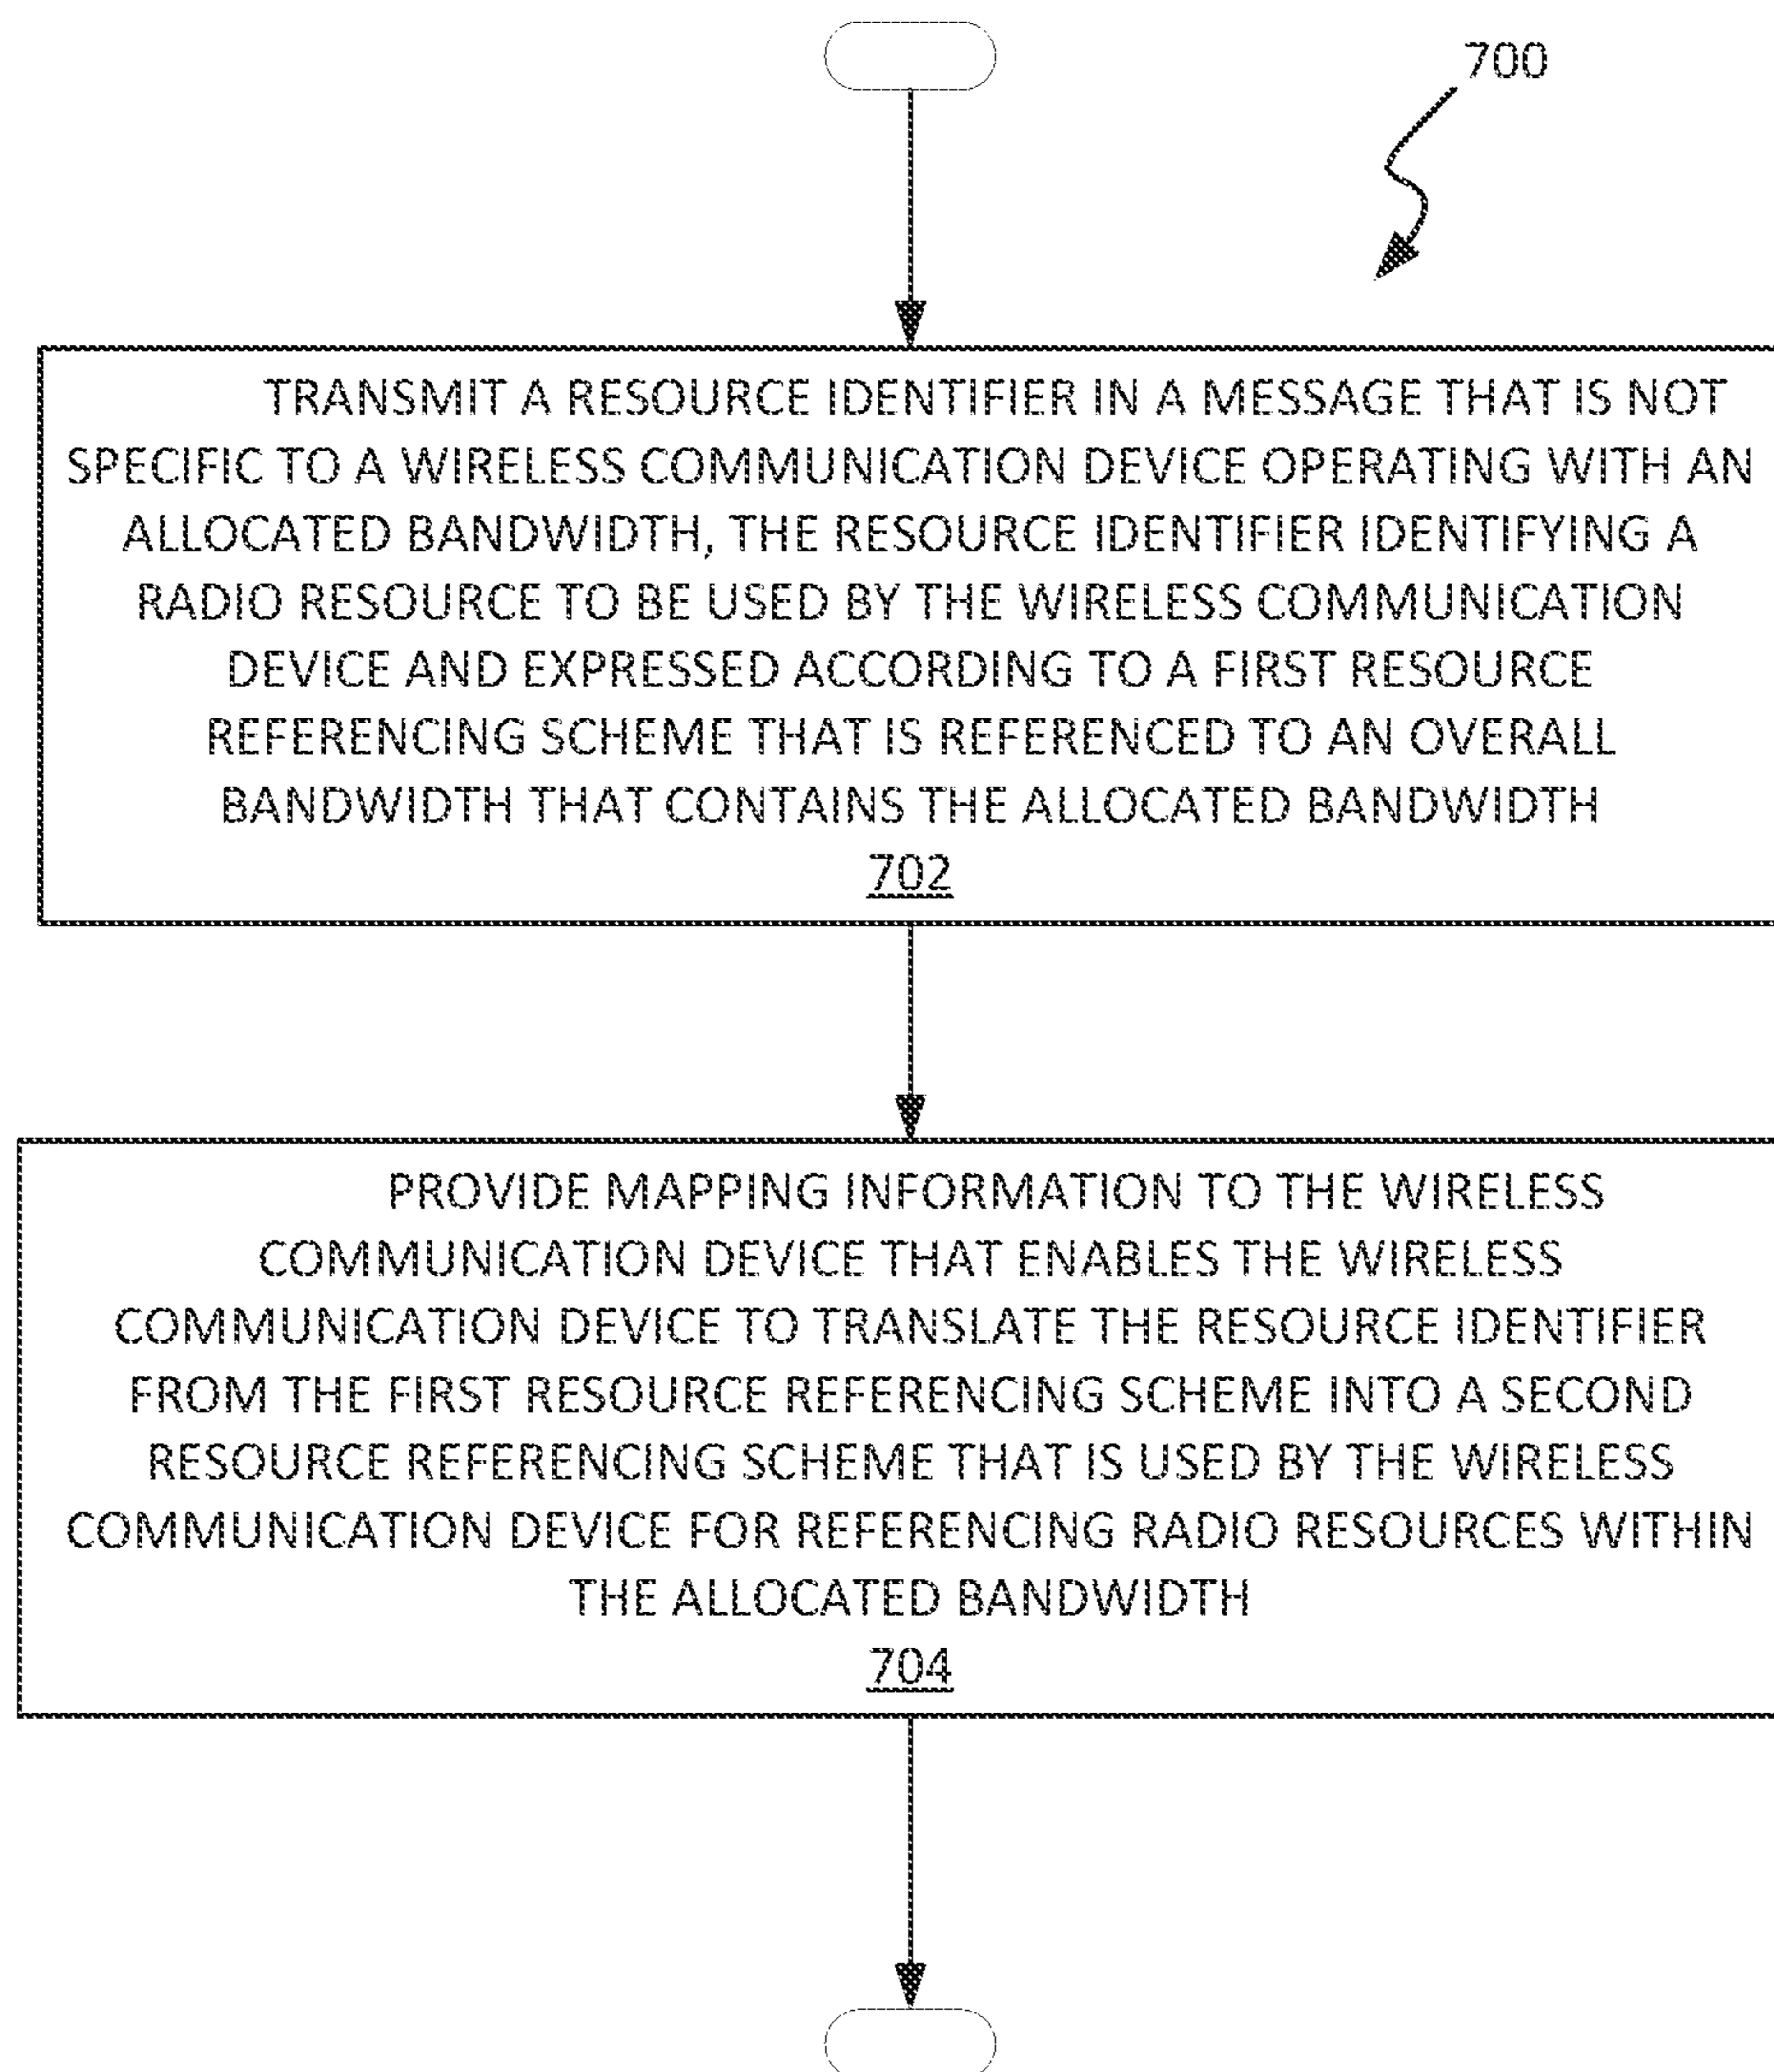 700
TRANSMIT A RESOURCE IDENTIFIER IN A MESSAGE THAT IS NOT
SPECIFIC TO A WIRELESS COMMUNICATION DEVICE OPERATING WITH AN
ALLOCATED BANDWIDTH, THE RESOURCE IDENTIFIER IDENTIFYING A
RADIO RESOURCE TO BE USED BY THE WIRELESS COMMUNICATION
DEVICE AND EXPRESSED ACCORDING TO A FIRST RESOURCE
REFERENCING SCHEME THAT IS REFERENCED TO AN OVERALL
BANDWIDTH THAT CONTAINS THE ALLOCATED BANDWIDTH
702
PROVIDE MAPPING INFORMATION TO THE WIRELESS
COMMUNICATION DEVICE THAT ENABLES THE WIRELESS
COMMUNICATION DEVICE TO TRANSLATE THE RESOURCE IDENTIFIER
FROM THE FIRST RESOURCE REFERENCING SCHEME INTO A SECOND
RESOURCE REFERENCING SCHEME THAT IS USED BY THE WIRELESS
COMMUNICATION DEVICE FOR REFERENCING RADIO RESOURCES WITHIN
THE ALLOCATED BANDWIDTH
704